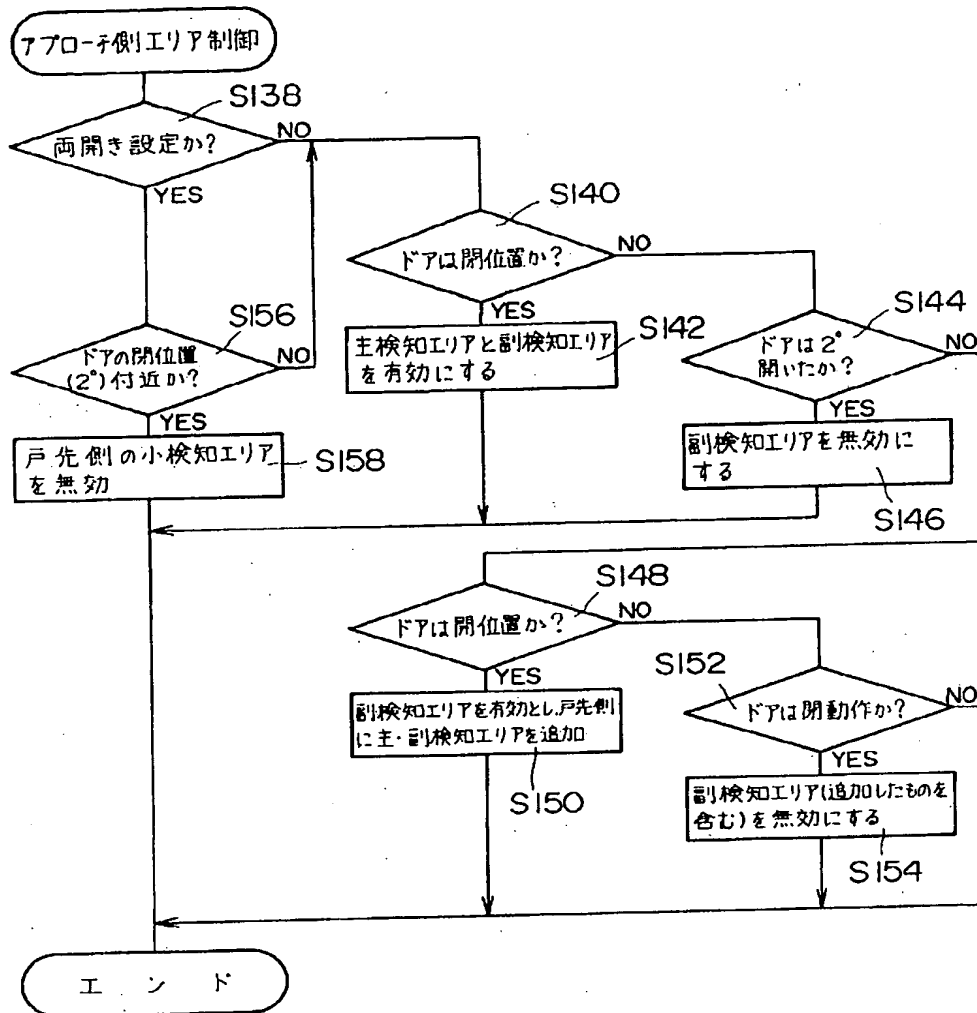 アプローチ側エリア制御
S138
両開き設定か?
NO
YES
S140
ドアは閉位置か?
NO
YES
S156
ドアの閉位置
(2°)付近か?
NO
YES
主検知エリアと副検知エリア
を有効にする
S142
S144
ドアは2°
開いたか?
NO
YES
戸先側の小検知エリア
を無効
S158
副検知エリアを無効に
する
S146
S148
ドアは開位置か?
NO
YES
S152
ドアは閉動作か?
NO
YES
副検知エリアを有効とし,戸先側
に主・副検知エリアを追加
S150
副検知エリア(追加したものを
含む)を無効にする
S154
エンド